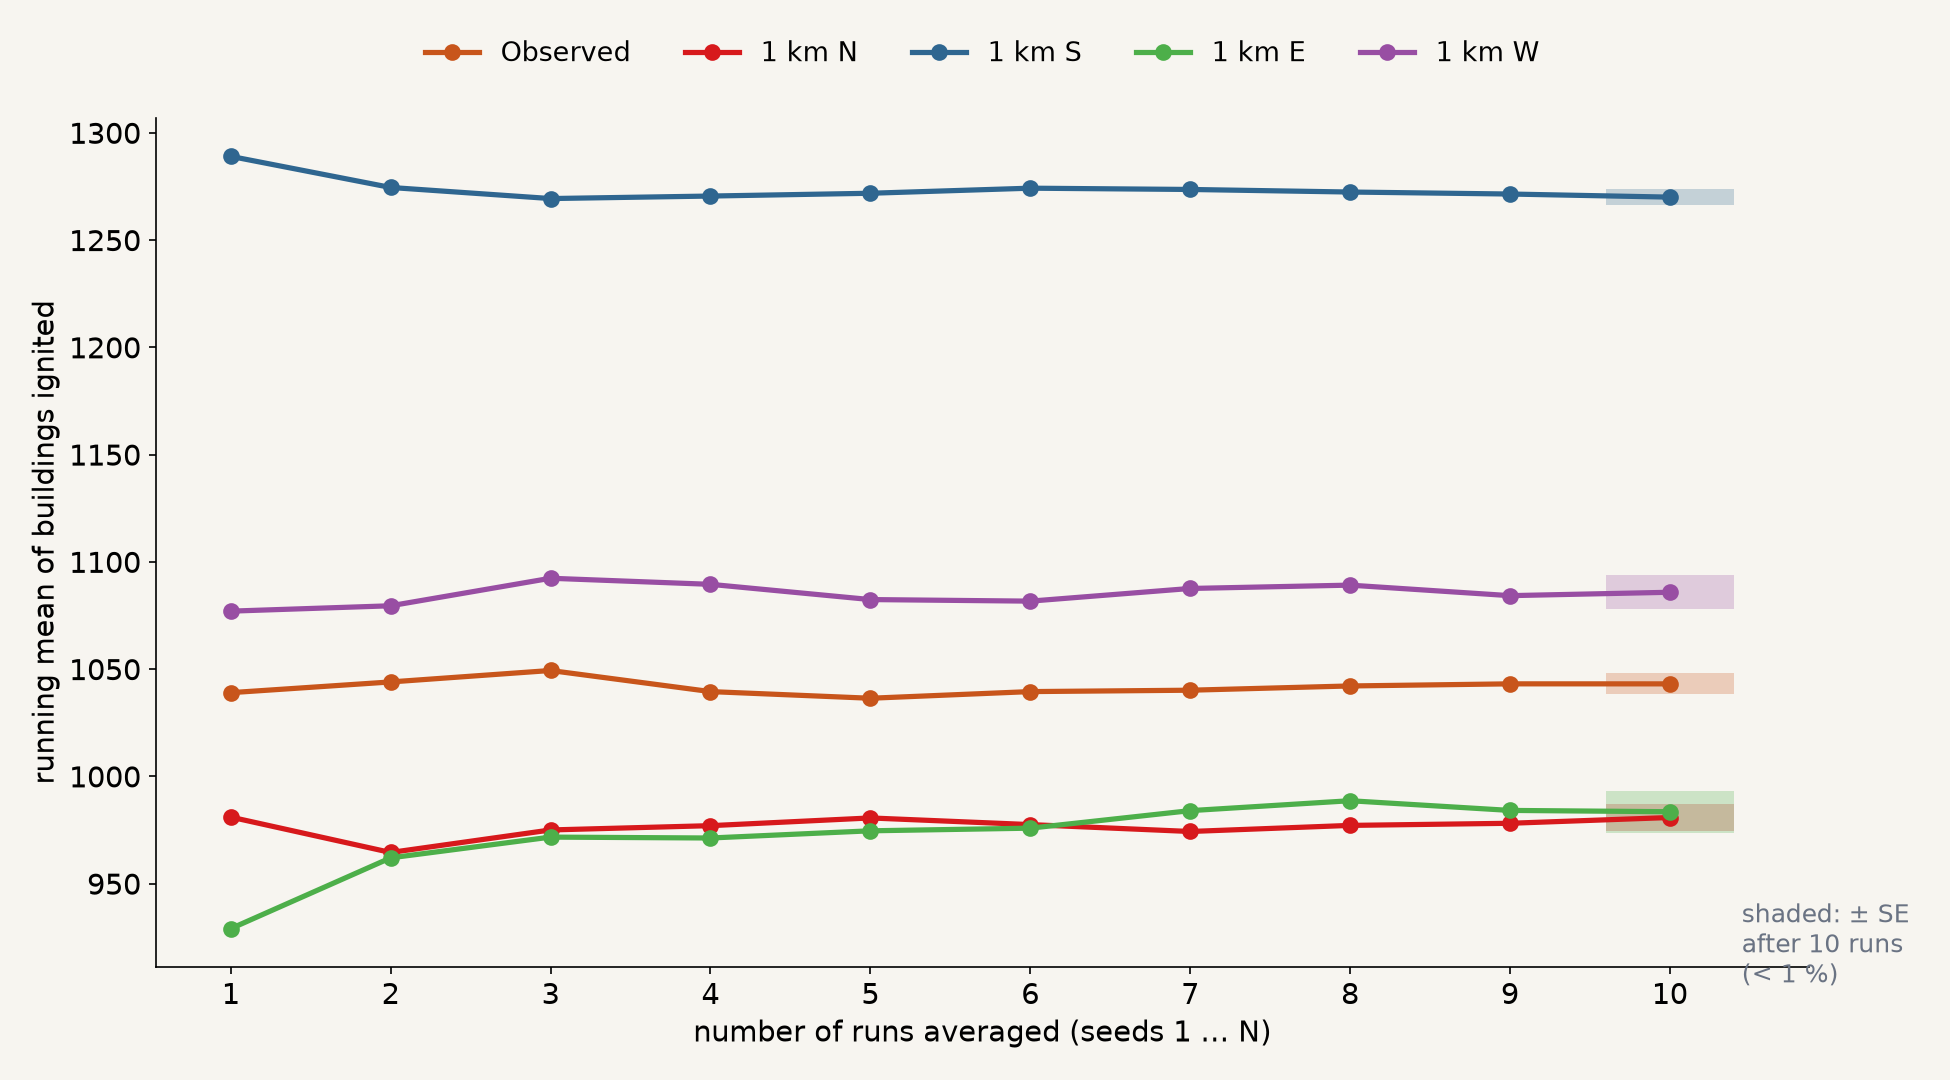 Observed 1 km N 1 km S 1 km E 1 km W
running mean of buildings ignited
1300
1250
1200
1150
1100
1050
1000
950
shaded: ± SE
after 10 runs
(< 1 %)
1 2 3 4 5 6 7 8 9 10
number of runs averaged (seeds 1 … N)